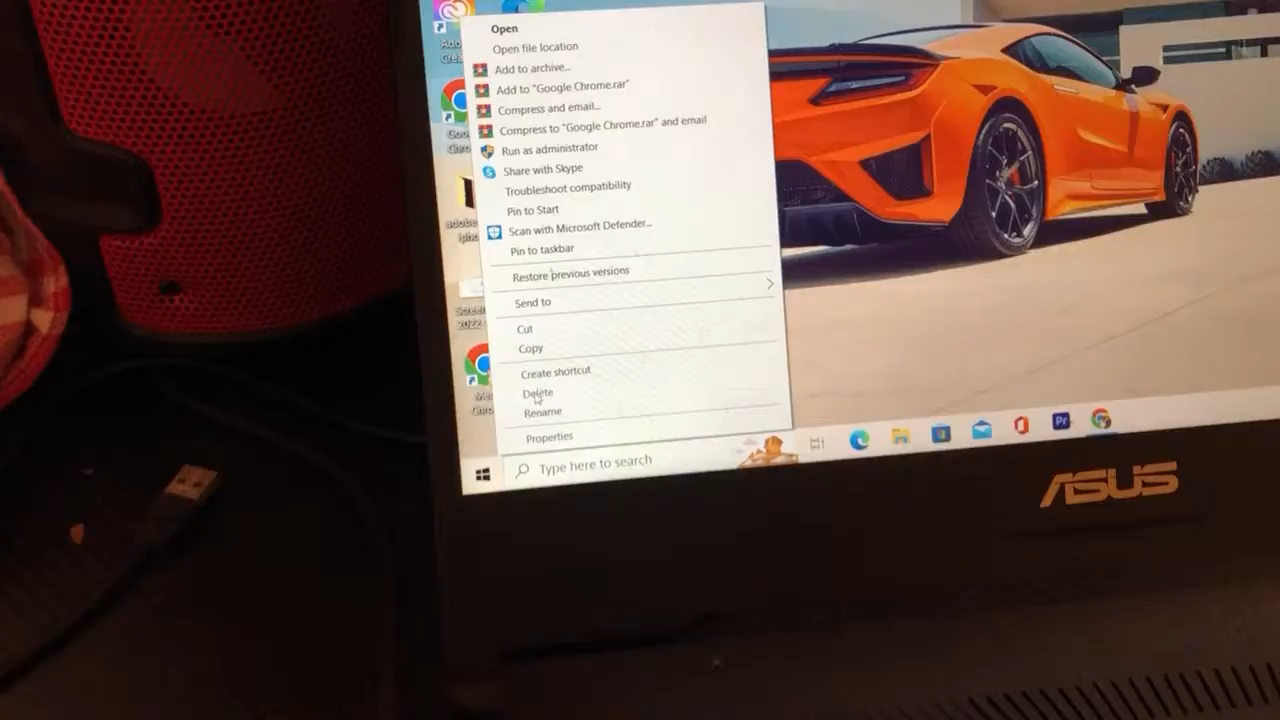 Open
Open file location
Add to archive...
Add to "Google Chrome.rar"
Compress and email...
Compress to "Google Chrome.rar" and email
Run as administrator
Share with Skype
Troubleshoot compatibility
Pin to Start
Scan with Microsoft Defender...
Pin to taskbar
Restore previous versions
Send to
Cut
Copy
Create shortcut
Delete
Rename
Properties
Type here to search
Pr
ASUS